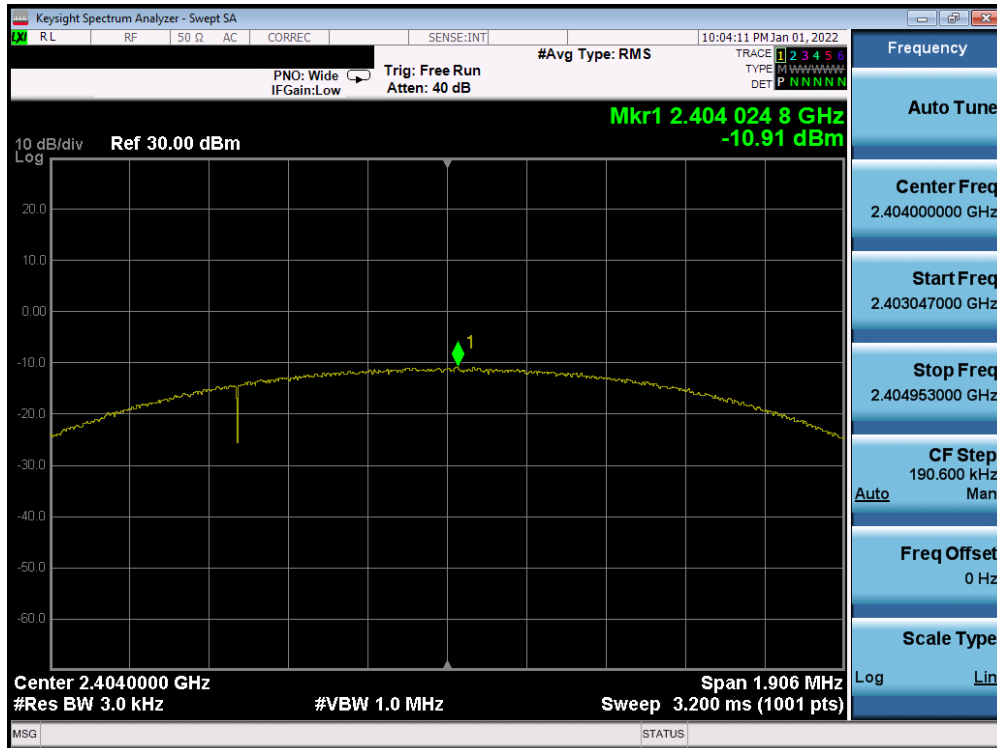 Keysight Spectrum Analyzer - Swept SA
LXI RL RF 50 Ω AC CORREC SENSE:INT 10:04:11 PM Jan 01, 2022
#Avg Type: RMS
TRACE 1 2 3 4 5 6
TYPE M WWWWW
DET P N N N N N
PNO: Wide
IFGain:Low
Trig: Free Run
Atten: 40 dB
Mkr1 2.404 024 8 GHz
-10.91 dBm
10 dB/div
Log
Ref 30.00 dBm
20.0
10.0
0.00
-10.0
-20.0
-30.0
-40.0
-50.0
-60.0
1
Center 2.4040000 GHz
Span 1.906 MHz
#Res BW 3.0 kHz
#VBW 1.0 MHz
Sweep 3.200 ms (1001 pts)
MSG
STATUS
Frequency
Auto Tune
Center Freq
2.404000000 GHz
Start Freq
2.403047000 GHz
Stop Freq
2.404953000 GHz
CF Step
190.600 kHz
Auto Man
Freq Offset
0 Hz
Scale Type
Log Lin